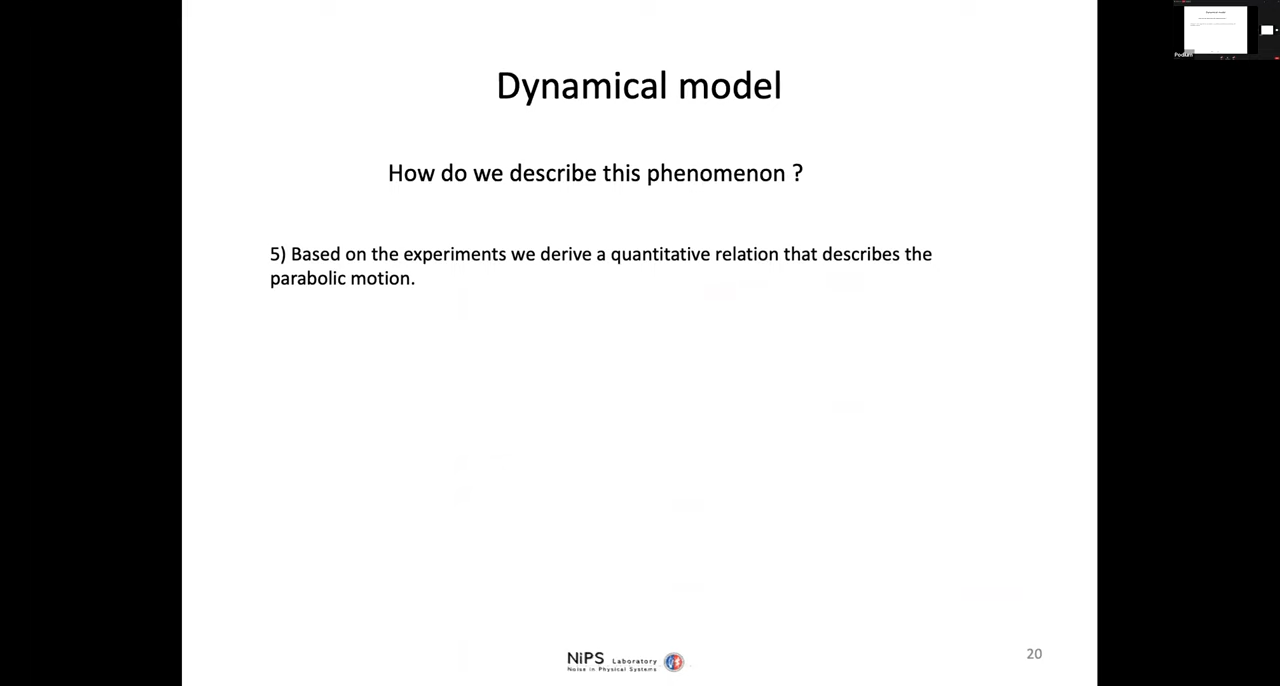 Dynamical model
How do we describe this phenomenon ?
5) Based on the experiments we derive a quantitative relation that describes the
parabolic motion.
NiPS Laboratory
Noise in Physical Systems
20
Podium